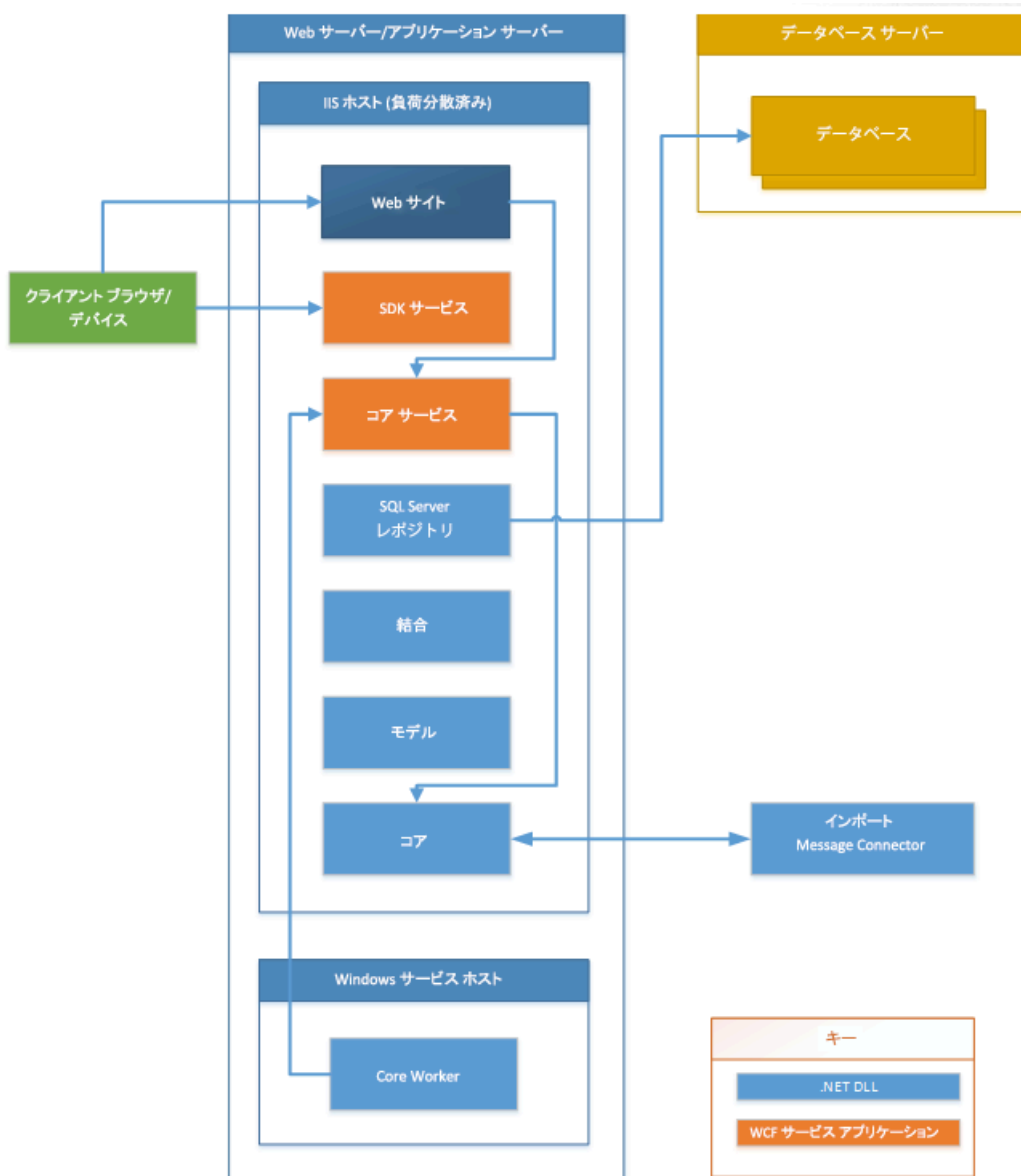 Web サーバー/アプリケーション サーバー
データベース サーバー
IIS ホスト (負荷分散済み)
データベース
Web サイト
クライアント ブラウザ/
デバイス
SDK サービス
コア サービス
SQL Server
レポジトリ
結合
モデル
コア
インポート
Message Connector
Windows サービス ホスト
Core Worker
キー
.NET DLL
WCF サービス アプリケーション